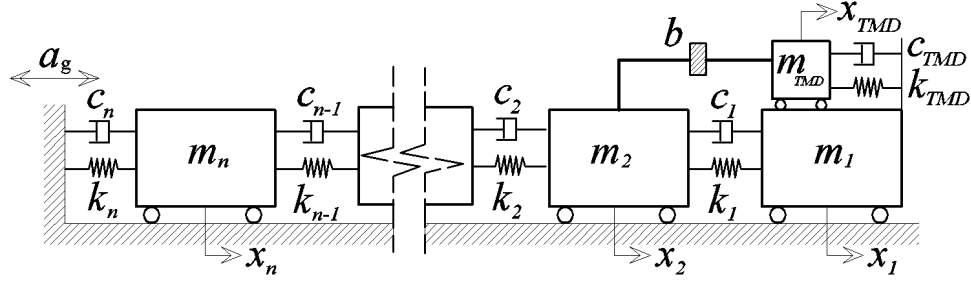 x_TMD
b
a_g
c_TMD
m_TMD
k_TMD
c_n
c_{n-1}
c_2
c_1
m_n
m_2
m_1
k_n
k_{n-1}
k_2
k_1
x_n
x_2
x_1